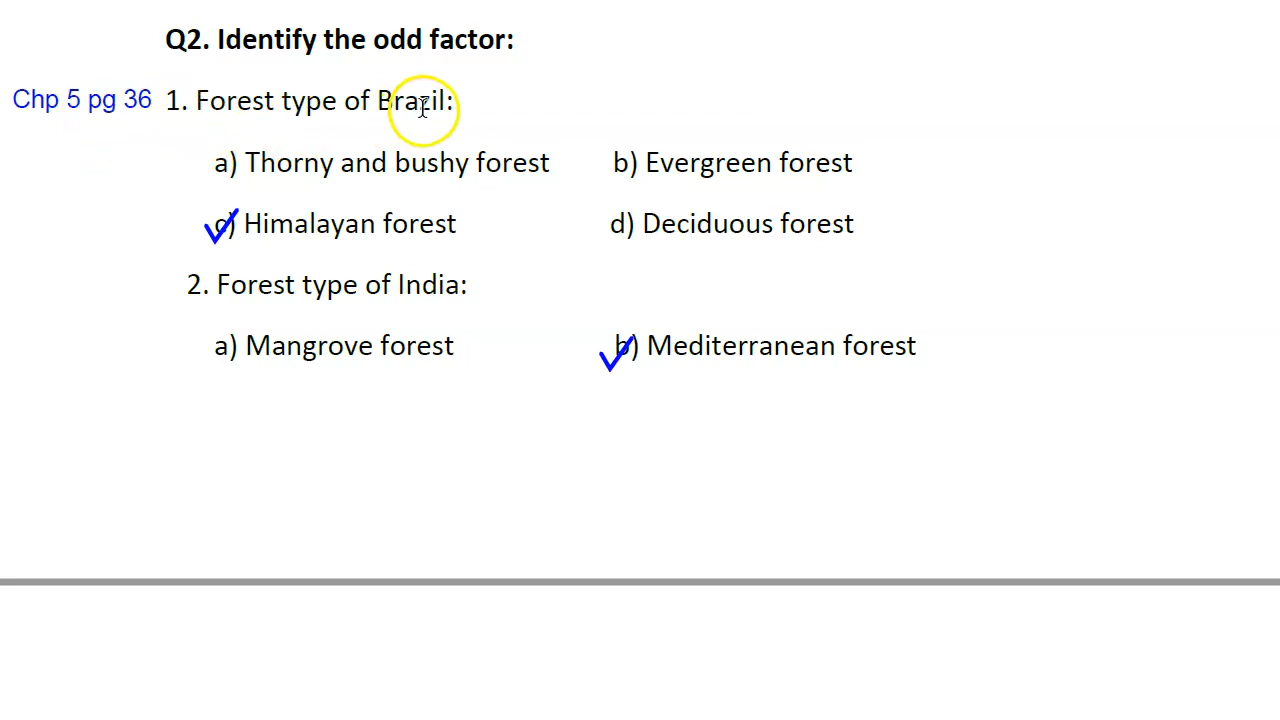 Q2. Identify the odd factor:
Chp 5 pg 36 1. Forest type of Brazil:
a) Thorny and bushy forest b) Evergreen forest
c) Himalayan forest d) Deciduous forest
2. Forest type of India:
a) Mangrove forest b) Mediterranean forest